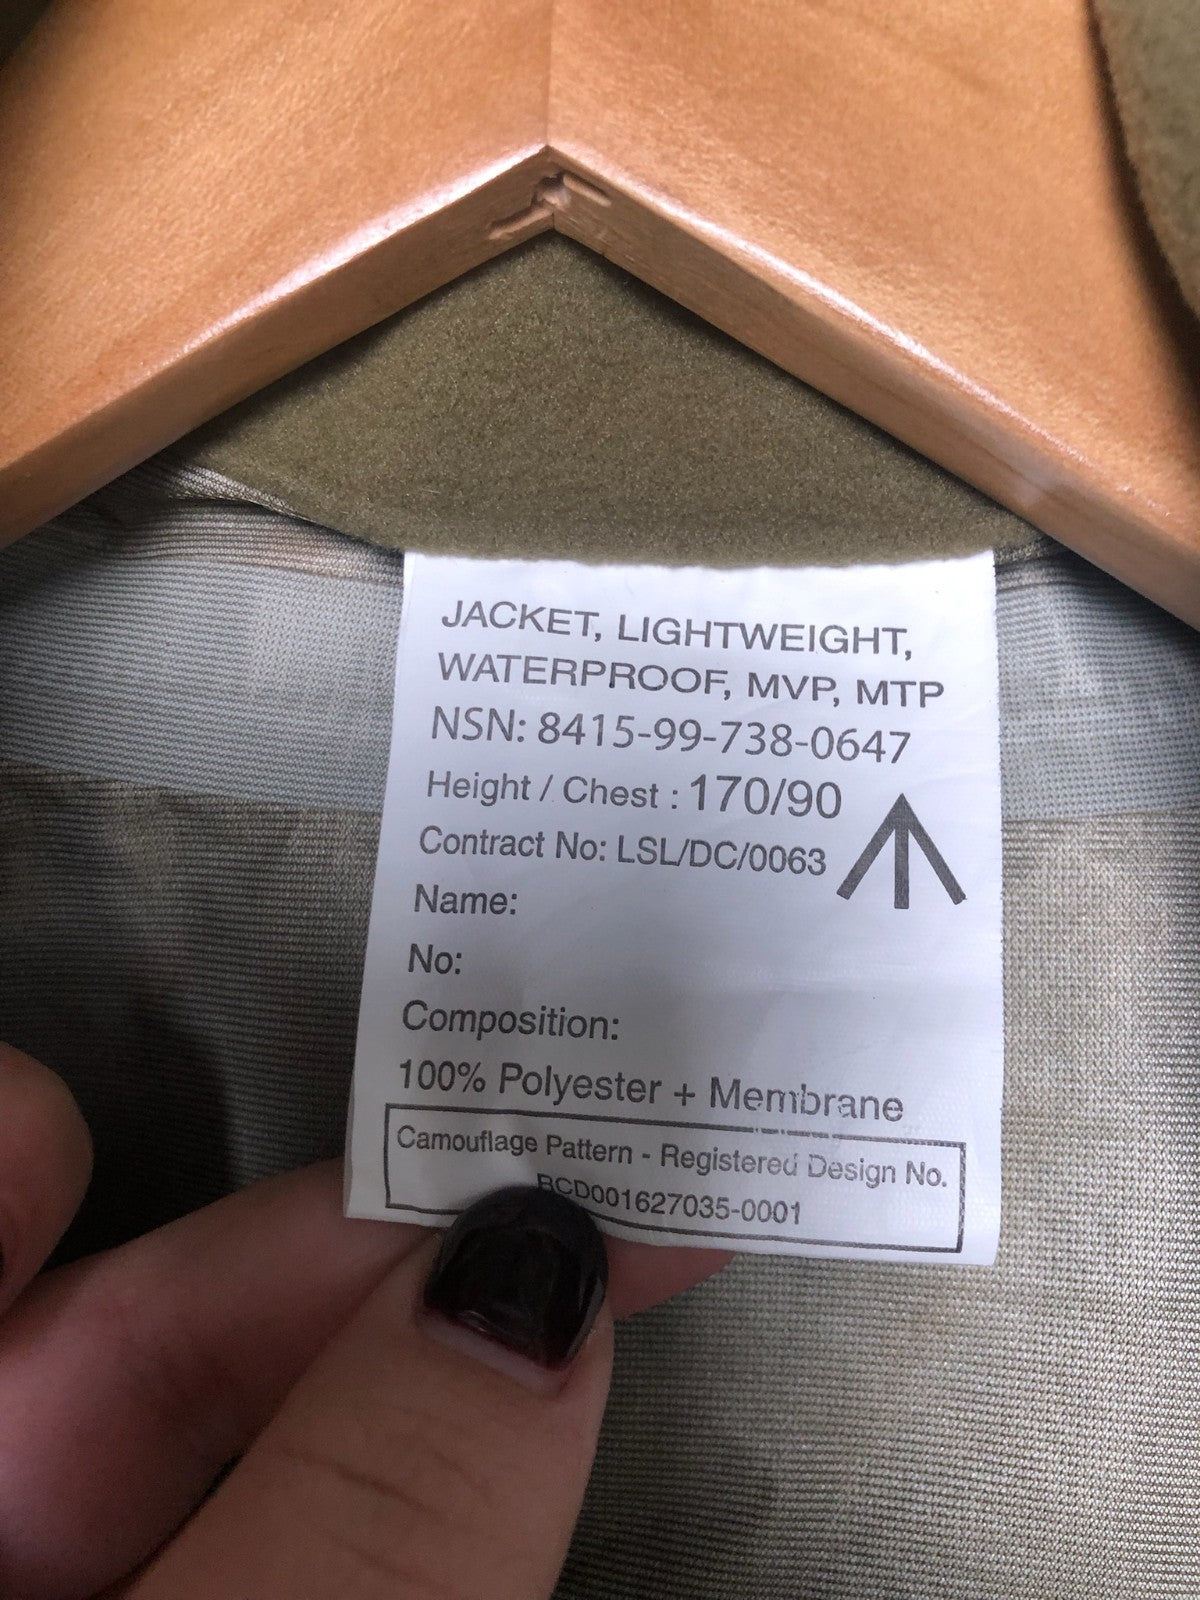 JACKET, LIGHTWEIGHT,
WATERPROOF, MVP, MTP
NSN: 8415-99-738-0647
Height / Chest : 170/90
Contract No: LSL/DC/0063
Name:
No:
Composition:
100% Polyester + Membrane
Camouflage Pattern - Registered Design No.
RCD001627035-0001